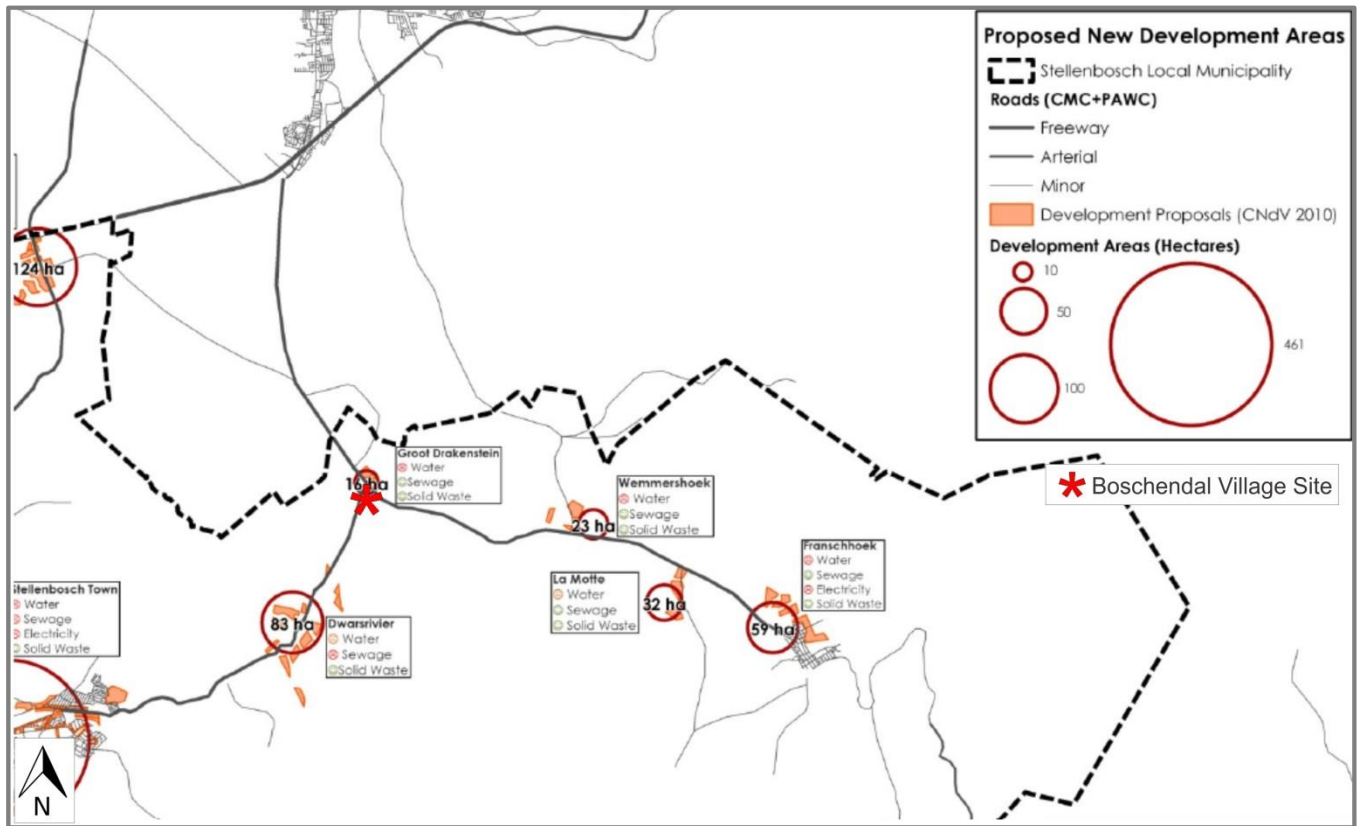 Proposed New Development Areas
Stellenbosch Local Municipality
Roads (CMC+PAWC)
Freeway
Arterial
Minor
Development Proposals (CNdV 2010)
Development Areas (Hectares)
10
50
461
100
124 ha
Groot Drakenstein
Water
Sewage
Solid Waste
16 ha
Boschendal Village Site
Wemmershoek
Water
Sewage
Solid Waste
23 ha
Franschhoek
Water
Sewage
Electricity
Solid Waste
59 ha
La Motte
Water
Sewage
Solid Waste
32 ha
83 ha
Dwarsrivier
Water
Sewage
Solid Waste
Stellenbosch Town
Water
Sewage
Electricity
Solid Waste
N